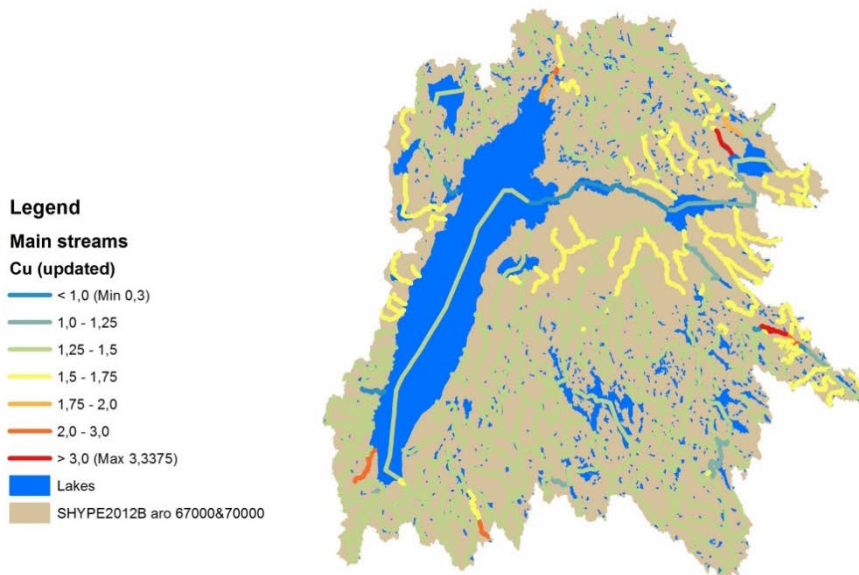 Legend
Main streams
Cu (updated)
< 1,0 (Min 0,3)
1,0 - 1,25
1,25 - 1,5
1,5 - 1,75
1,75 - 2,0
2,0 - 3,0
> 3,0 (Max 3,3375)
Lakes
SHYPE2012B aro 67000&70000